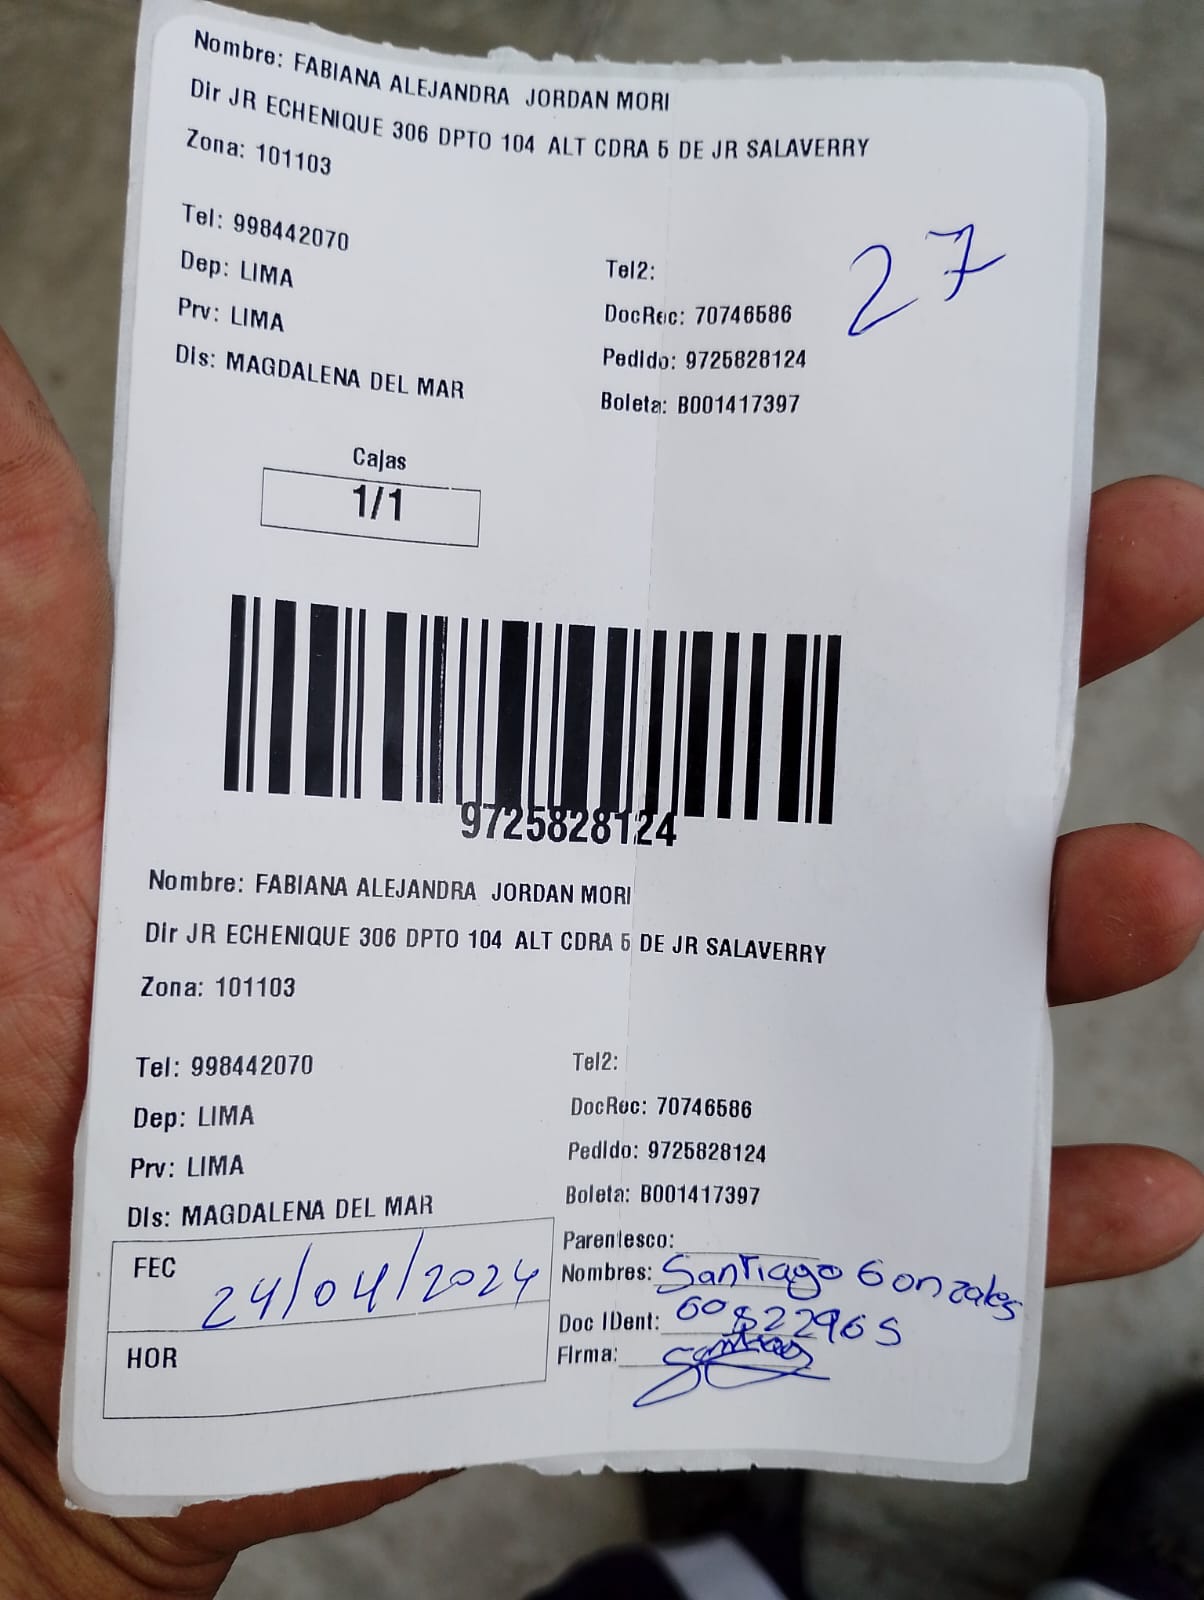 Nombre: FABIANA ALEJANDRA JORDAN MORI
Dir JR ECHENIQUE 306 DPTO 104 ALT CDRA 5 DE JR SALAVERRY
Zona: 101103
27
Tel: 998442070
Tel2:
Dep: LIMA
DocRec: 70746586
Prv: LIMA
Pedido: 9725828124
Dis: MAGDALENA DEL MAR
Boleta: B001417397
Cajas
1/1
9725828124
Nombre: FABIANA ALEJANDRA JORDAN MORI
Dir JR ECHENIQUE 306 DPTO 104 ALT CDRA 5 DE JR SALAVERRY
Zona: 101103
Tel: 998442070
Tel2:
Dep: LIMA
DocRec: 70746586
Prv: LIMA
Pedido: 9725828124
Dis: MAGDALENA DEL MAR
Boleta: B001417397
Parentesco:
FEC 24/04/2024
Nombres: Santiago Gonzales
Doc IDent: 60822965
HOR
Firma: